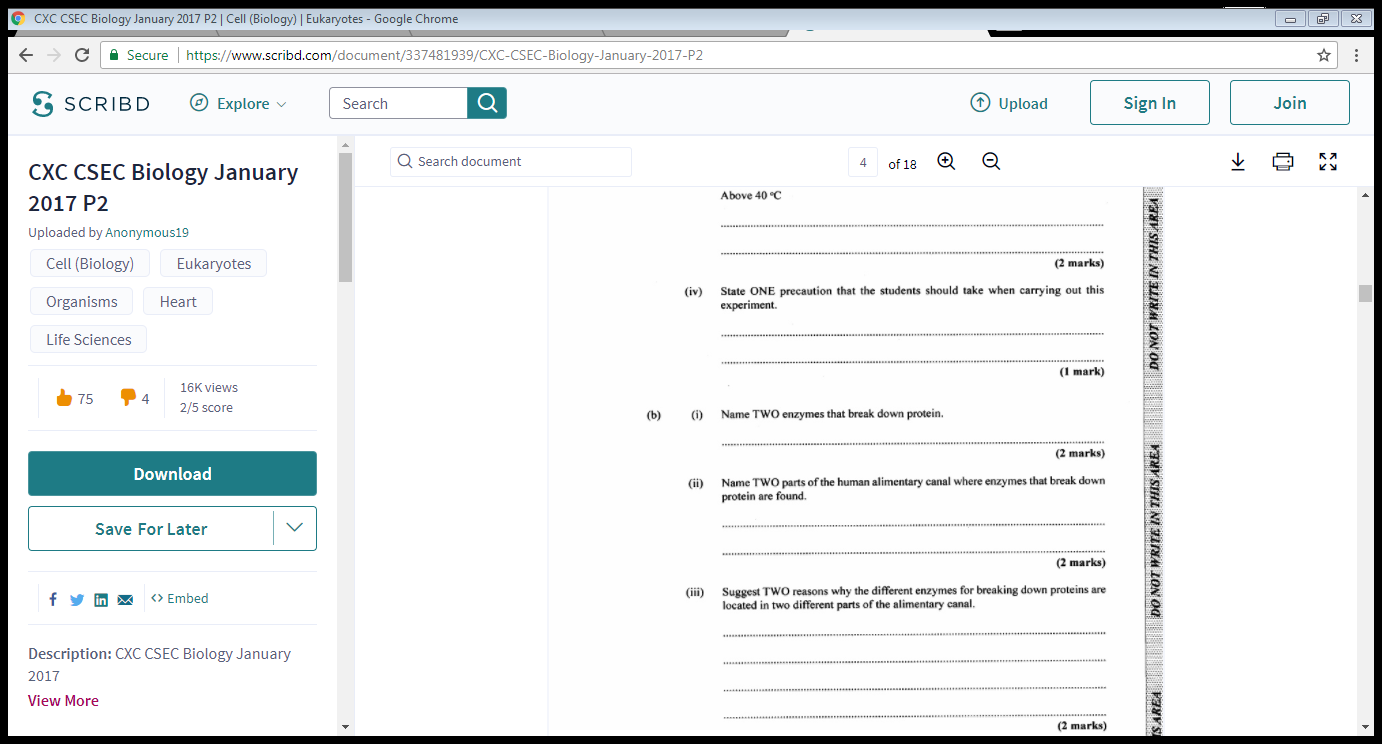 CXC CSEC Biology January 2017 P2 | Cell (Biology) | Eukaryotes - Google Chrome
Secure https://www.scribd.com/document/337481939/CXC-CSEC-Biology-January-2017-P2
SCRIBD Explore Search Upload Sign In Join
CXC CSEC Biology January
2017 P2
Uploaded by Anonymous19
Cell (Biology) Eukaryotes
Organisms Heart
Life Sciences
75 4 16K views
2/5 score
Download
Save For Later
Embed
Description: CXC CSEC Biology January
2017
View More
Search document 4 of 18
Above 40 °C
(2 marks)
(iv) State ONE precaution that the students should take when carrying out this
experiment.
(1 mark)
(b) (i) Name TWO enzymes that break down protein.
(2 marks)
(ii) Name TWO parts of the human alimentary canal where enzymes that break down
protein are found.
(2 marks)
(iii) Suggest TWO reasons why the different enzymes for breaking down proteins are
located in two different parts of the alimentary canal.
(2 marks)
DO NOT WRITE IN THIS AREA
DO NOT WRITE IN THIS AREA
IS AREA